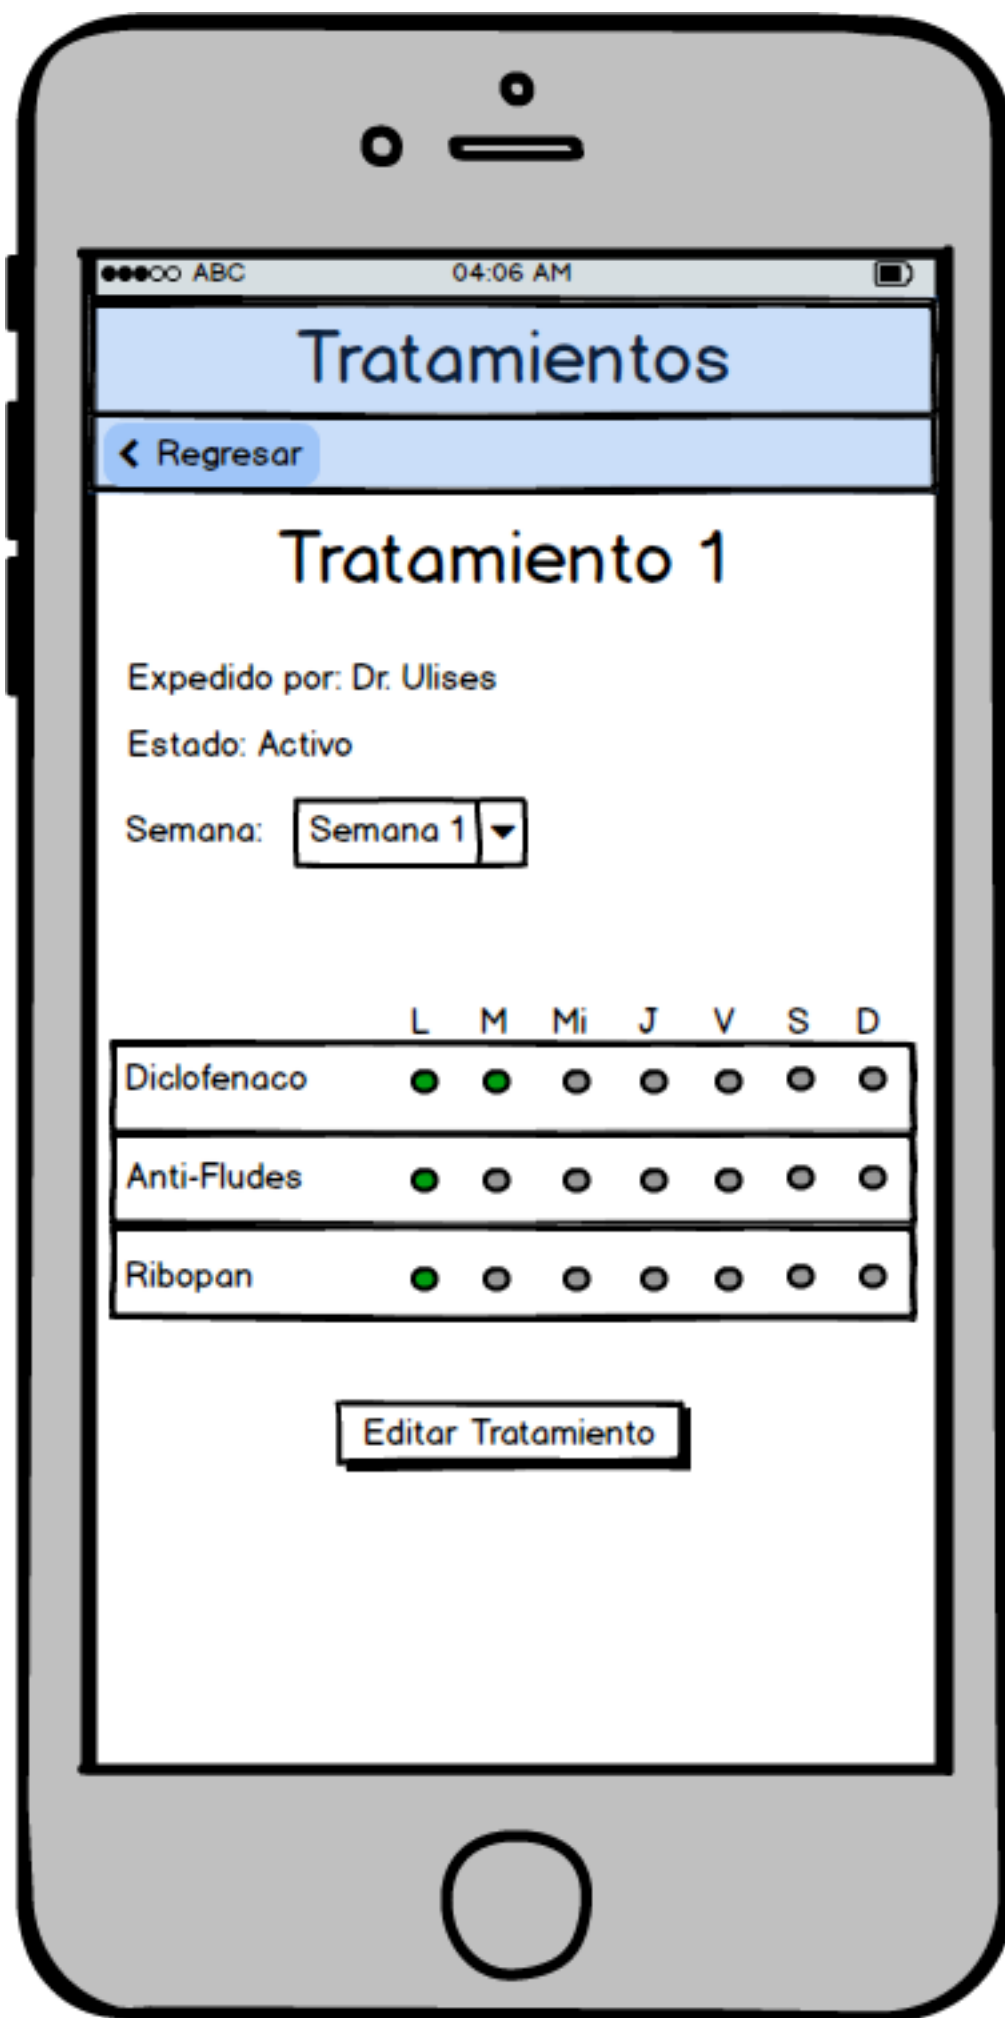 ABC 04:06 AM
Tratamientos
Regresar
Tratamiento 1
Expedido por: Dr. Ulises
Estado: Activo
Semana: Semana 1
L M Mi J V S D
Diclofenaco
Anti-Fludes
Ribopan
Editar Tratamiento